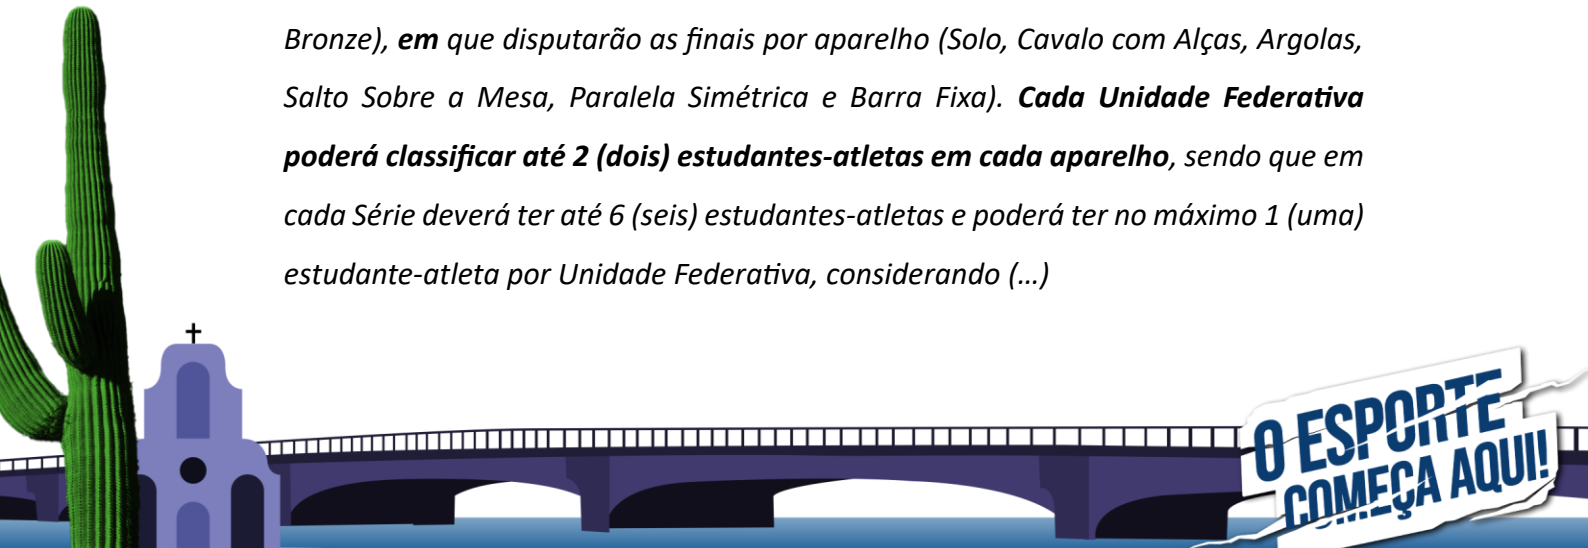 Bronze), em que disputarão as finais por aparelho (Solo, Cavalo com Alças, Argolas,
Salto Sobre a Mesa, Paralela Simétrica e Barra Fixa). Cada Unidade Federativa
poderá classificar até 2 (dois) estudantes-atletas em cada aparelho, sendo que em
cada Série deverá ter até 6 (seis) estudantes-atletas e poderá ter no máximo 1 (uma)
estudante-atleta por Unidade Federativa, considerando (...)
O ESPORTE
COMEÇA AQUI!